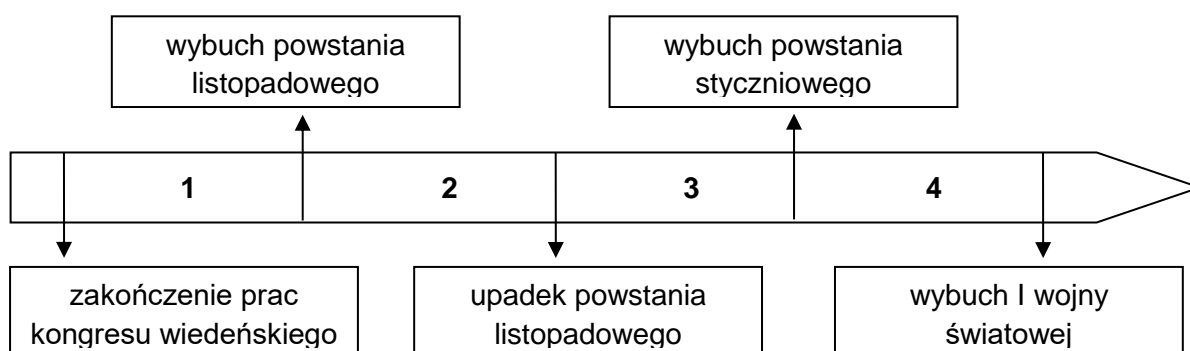 wybuch powstania
listopadowego
wybuch powstania
styczniowego
1
2
3
4
zakończenie prac
kongresu wiedeńskiego
upadek powstania
listopadowego
wybuch I wojny
światowej